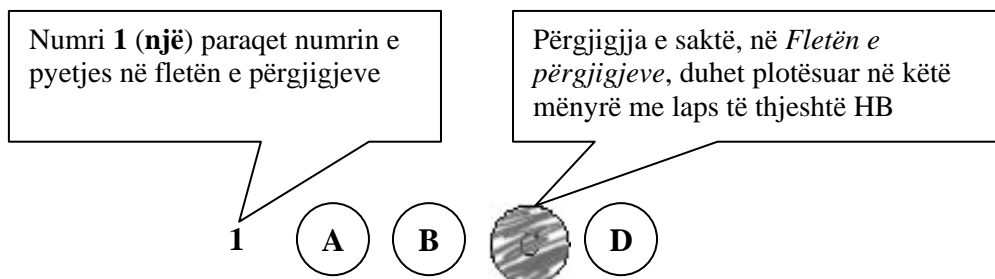 Numri 1 (një) paraqet numrin e
pyetjes në fletën e përgjigjeve
Përgjigjja e saktë, në Fletën e
përgjigjeve, duhet plotësuar në këtë
mënyrë me laps të thjeshtë HB
1 A B D